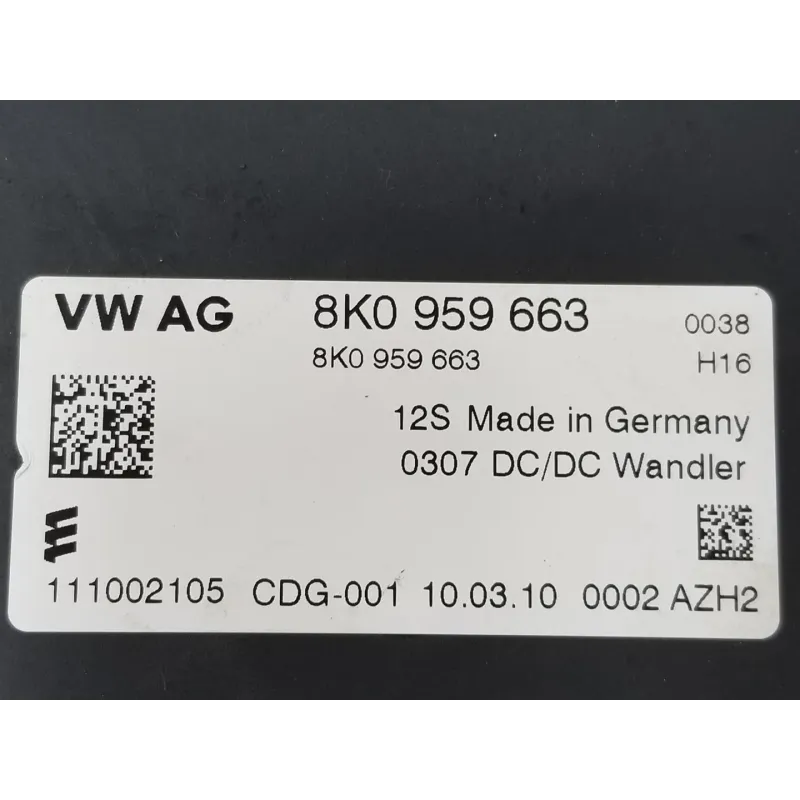 VW AG 8K0 959 663 0038
8K0 959 663 H16
12S Made in Germany
0307 DC/DC Wandler
111002105 CDG-001 10.03.10 0002 AZH2